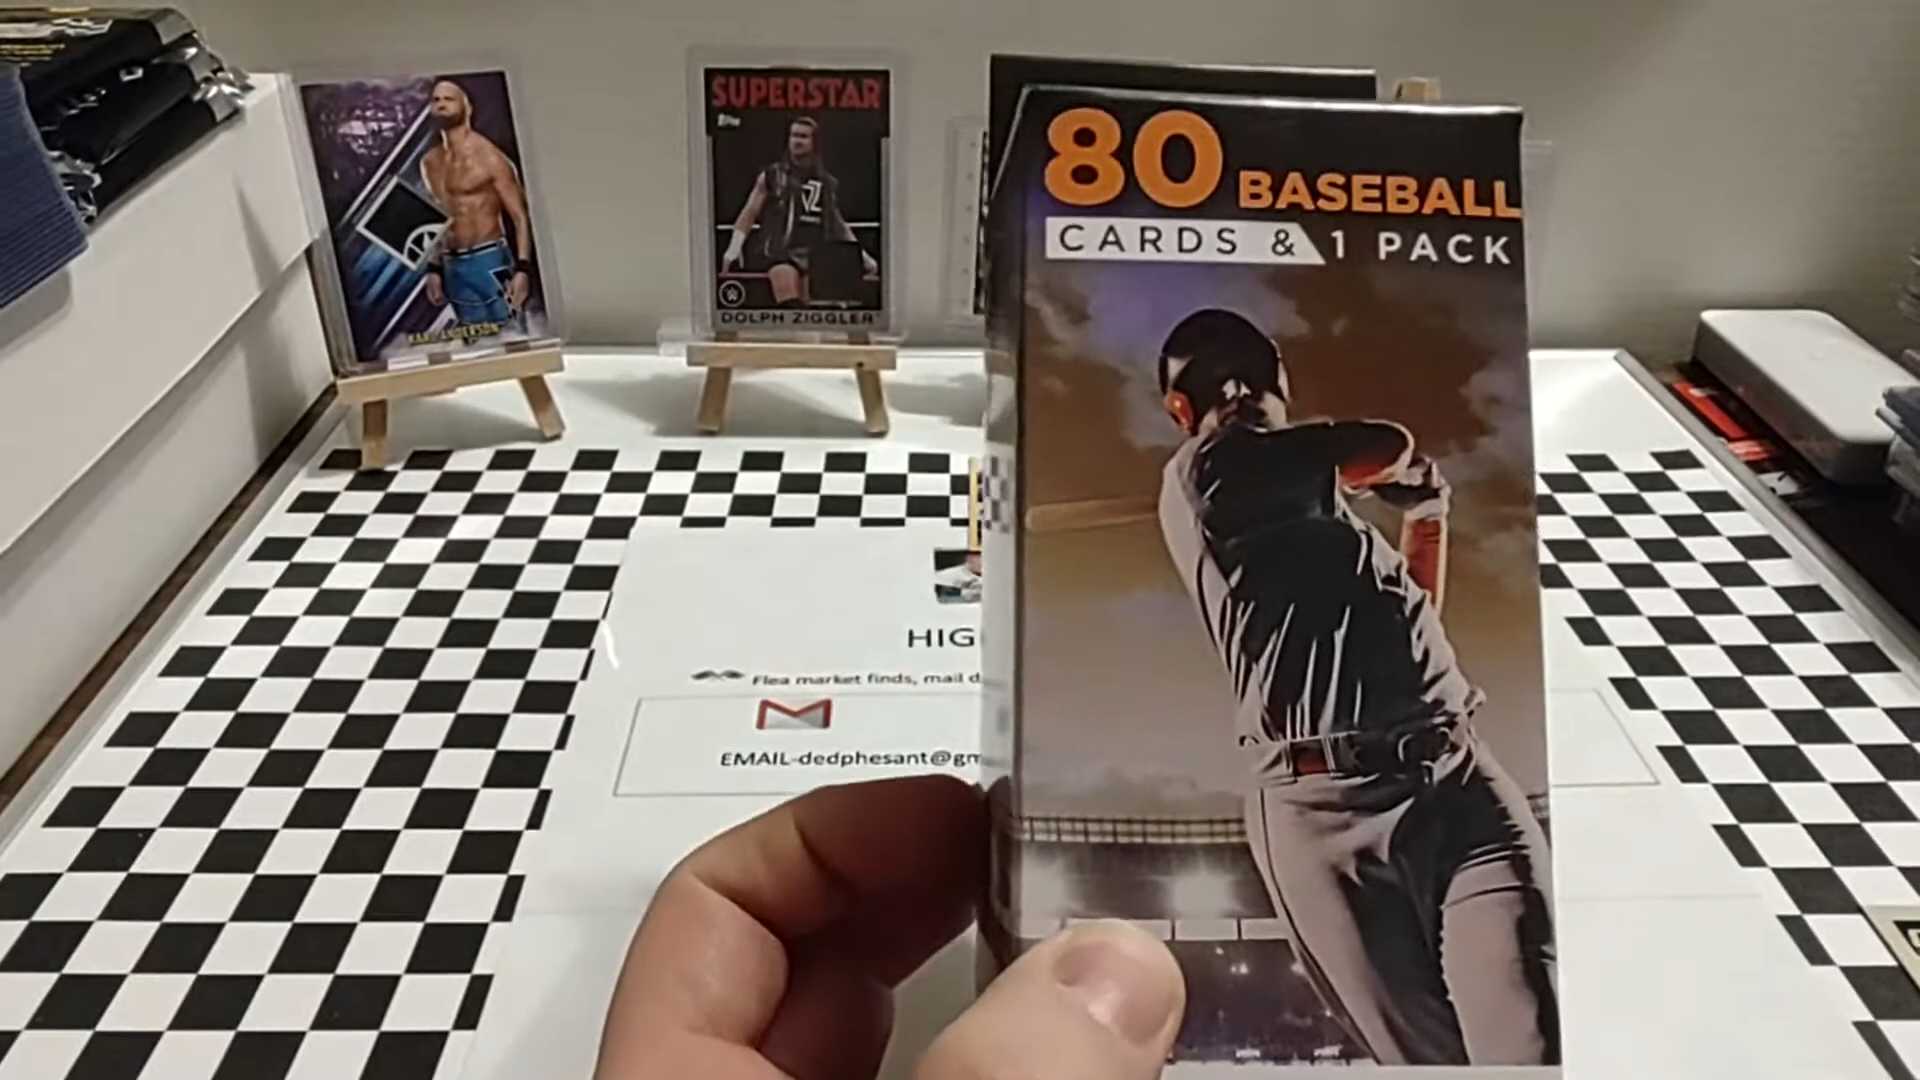 SUPERSTAR
Topps
DOLPH ZIGGLER
KARL ANDERSON
80 BASEBALL
CARDS & 1 PACK
HIG
Flea market finds, mail d
EMAIL-dedphesant@gm